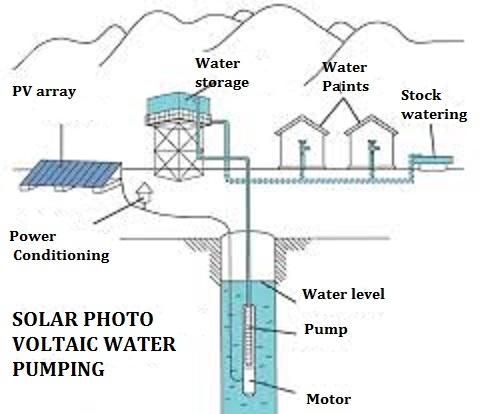 Water
storage
Water
Paints
PV array
Stock
watering
Power
Conditioning
Water level
SOLAR PHOTO
VOLTAIC WATER
PUMPING
Pump
Motor